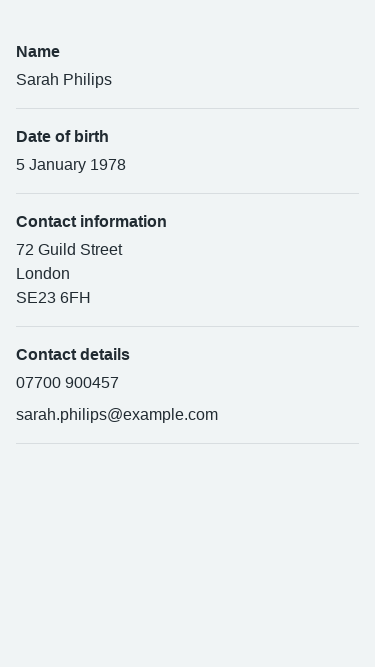 Name
Sarah Philips
Date of birth
5 January 1978
Contact information
72 Guild Street
London
SE23 6FH
Contact details
07700 900457
sarah.philips@example.com